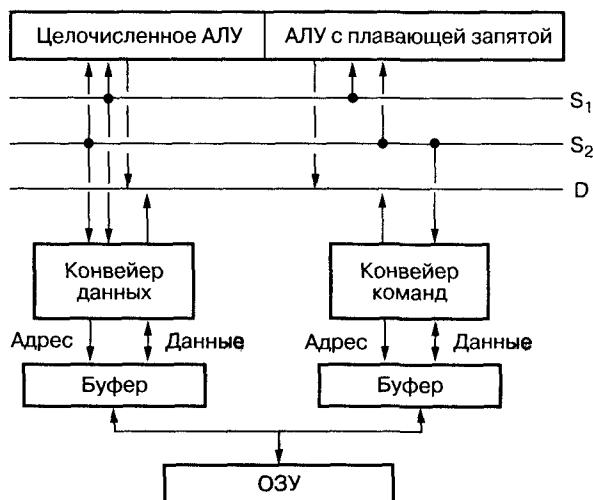 Целочисленное АЛУ
АЛУ с плавающей запятой
S1
S2
D
Конвейер
данных
Конвейер
команд
Адрес
Данные
Адрес
Данные
Буфер
Буфер
ОЗУ